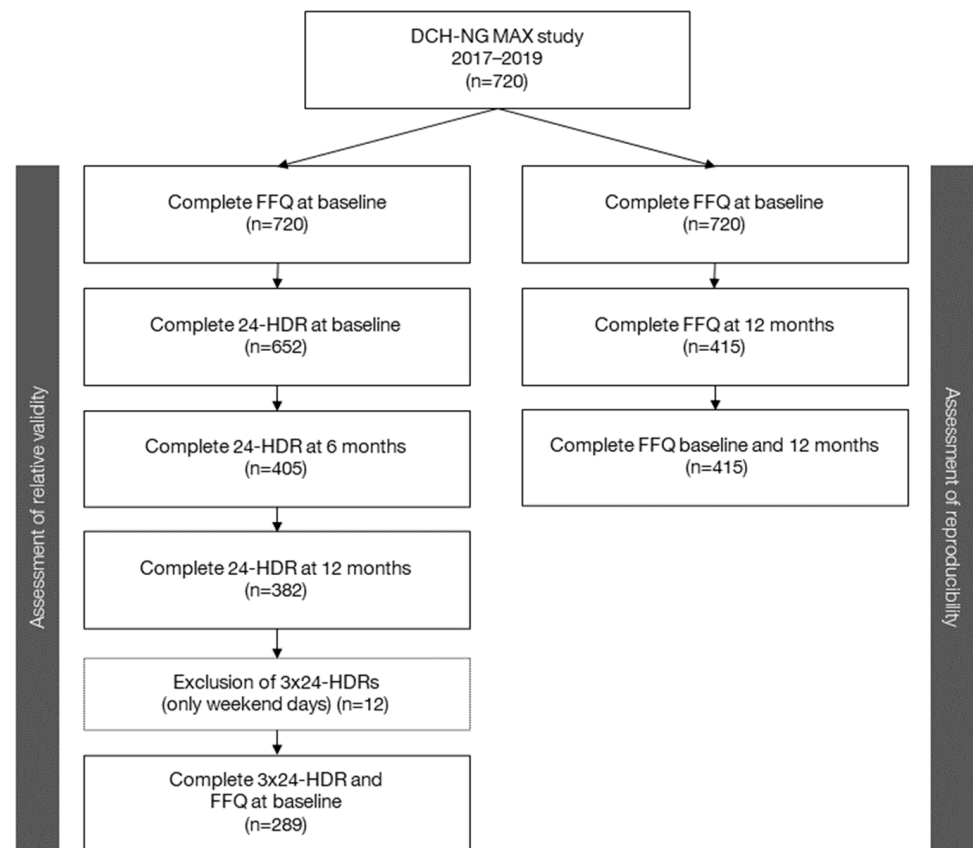 DCH-NG MAX study
2017–2019
(n=720)
Assessment of relative validity
Complete FFQ at baseline
(n=720)
Complete 24-HDR at baseline
(n=652)
Complete 24-HDR at 6 months
(n=405)
Complete 24-HDR at 12 months
(n=382)
Exclusion of 3x24-HDRs
(only weekend days) (n=12)
Complete 3x24-HDR and
FFQ at baseline
(n=289)
Complete FFQ at baseline
(n=720)
Complete FFQ at 12 months
(n=415)
Complete FFQ baseline and 12 months
(n=415)
Assessment of reproducibility